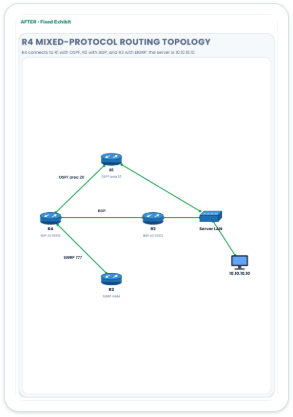 AFTER - Fixed Exhibit
R4 MIXED-PROTOCOL ROUTING TOPOLOGY
R4 connects to R1 with OSPF, R2 with BGP, and R3 with EIGRP; the server is 10.10.10.10
OSPF area 20
R1
R4
BGP
R2
Server LAN
EIGRP 777
10.10.10.10
R3